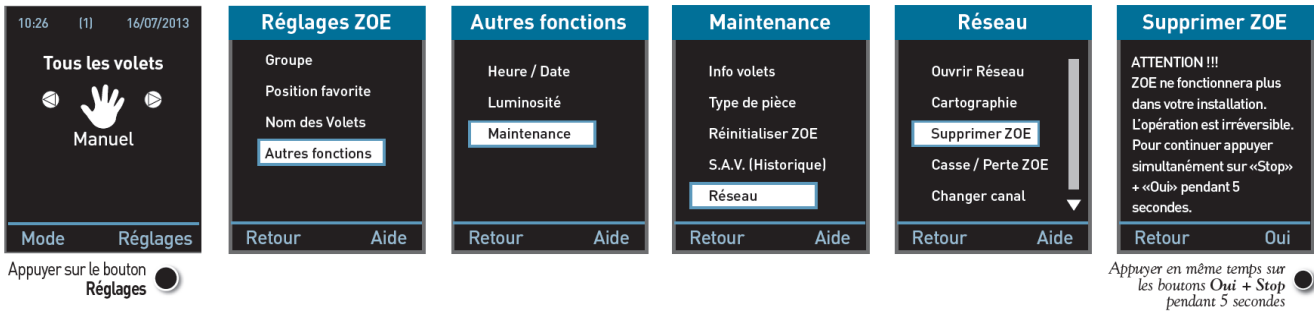 10:26 (1) 16/07/2013
Tous les volets
Manuel
Mode Réglages
Appuyer sur le bouton
Réglages
Réglages ZOE
Groupe
Position favorite
Nom des Volets
Autres fonctions
Retour Aide
Autres fonctions
Heure / Date
Luminosité
Maintenance
Retour Aide
Maintenance
Info volets
Type de pièce
Réinitialiser ZOE
S.A.V. (Historique)
Réseau
Retour Aide
Réseau
Ouvrir Réseau
Cartographie
Supprimer ZOE
Casse / Perte ZOE
Changer canal
Retour Aide
Supprimer ZOE
ATTENTION !!!
ZOE ne fonctionnera plus
dans votre installation.
L'opération est irréversible.
Pour continuer appuyer
simultanément sur «Stop»
+ «Oui» pendant 5
secondes.
Retour Oui
Appuyer en même temps sur
les boutons Oui + Stop
pendant 5 secondes